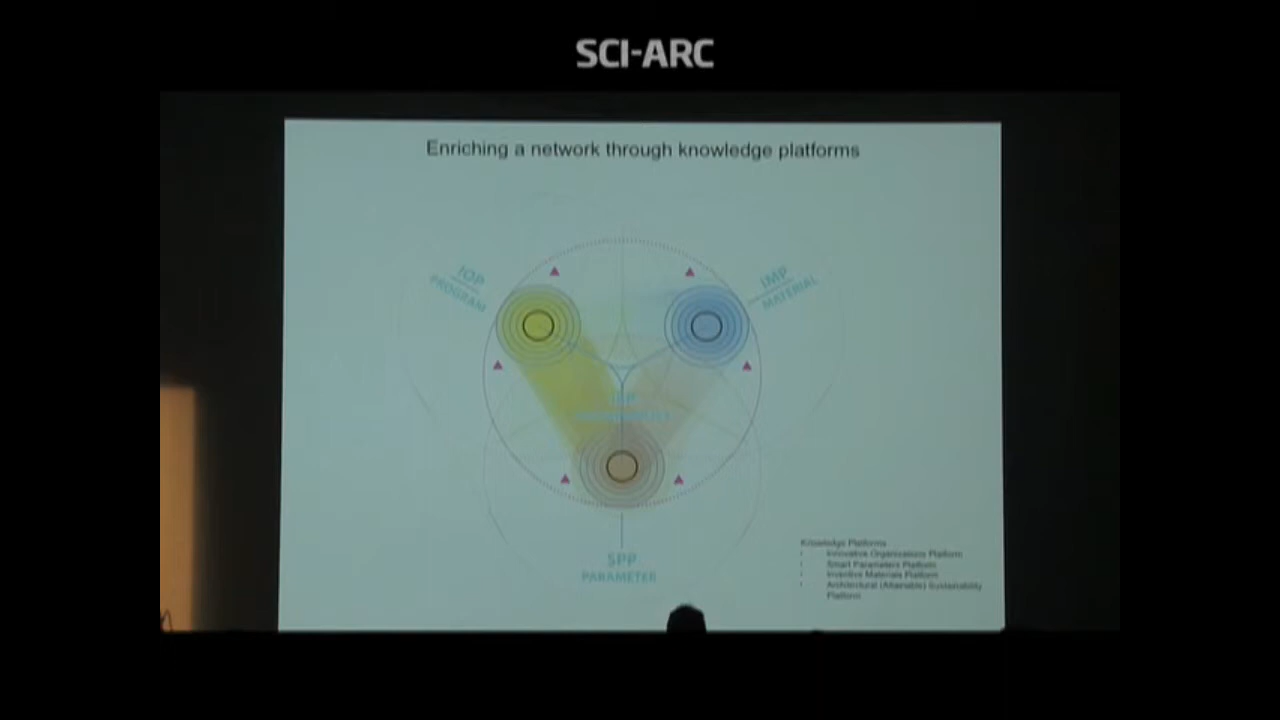 SCI-ARC
Enriching a network through knowledge platforms
IOP
PROGRAM
IMP
MATERIAL
SPP
PARAMETER
Knowledge Platforms
Innovative Organisations Platform
Smart Parameters Platform
Inventive Materials Platform
Architectural (Attainable) Sustainability
Platform